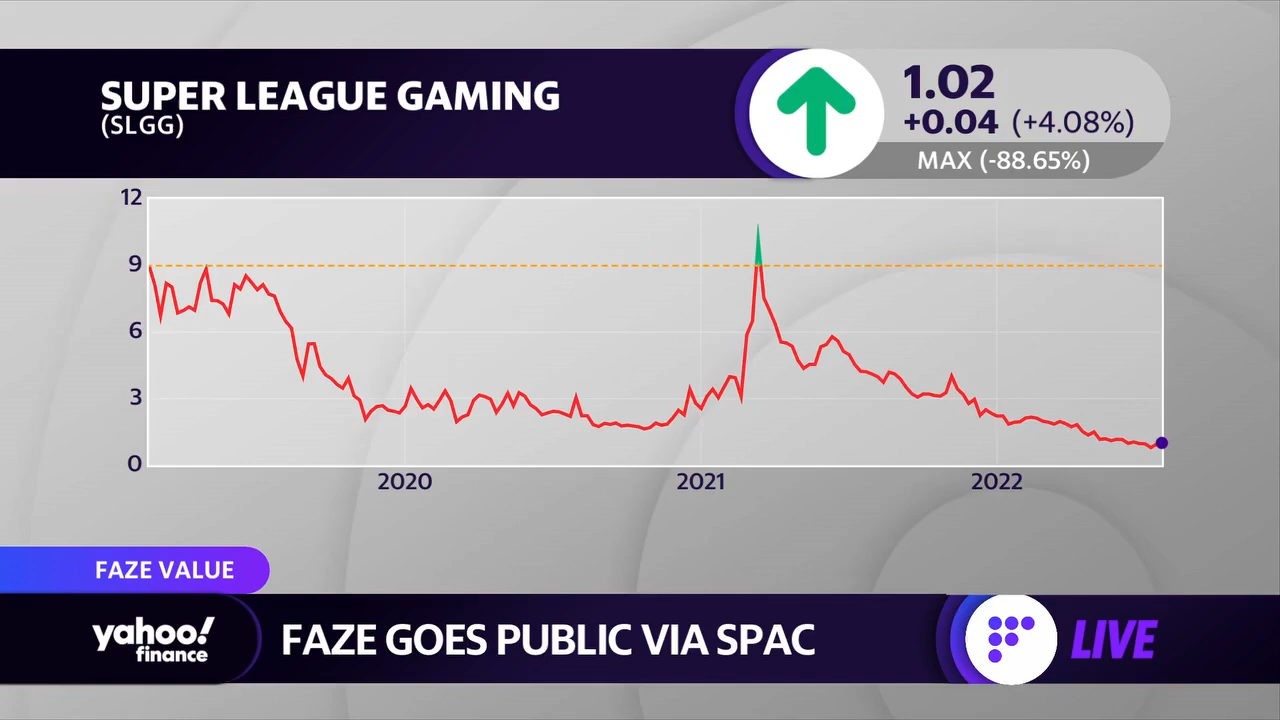 SUPER LEAGUE GAMING
(SLGG)
1.02
+0.04 (+4.08%)
MAX (-88.65%)
12
9
6
3
0
2020 2021 2022
FAZE VALUE
yahoo!
finance
FAZE GOES PUBLIC VIA SPAC
LIVE